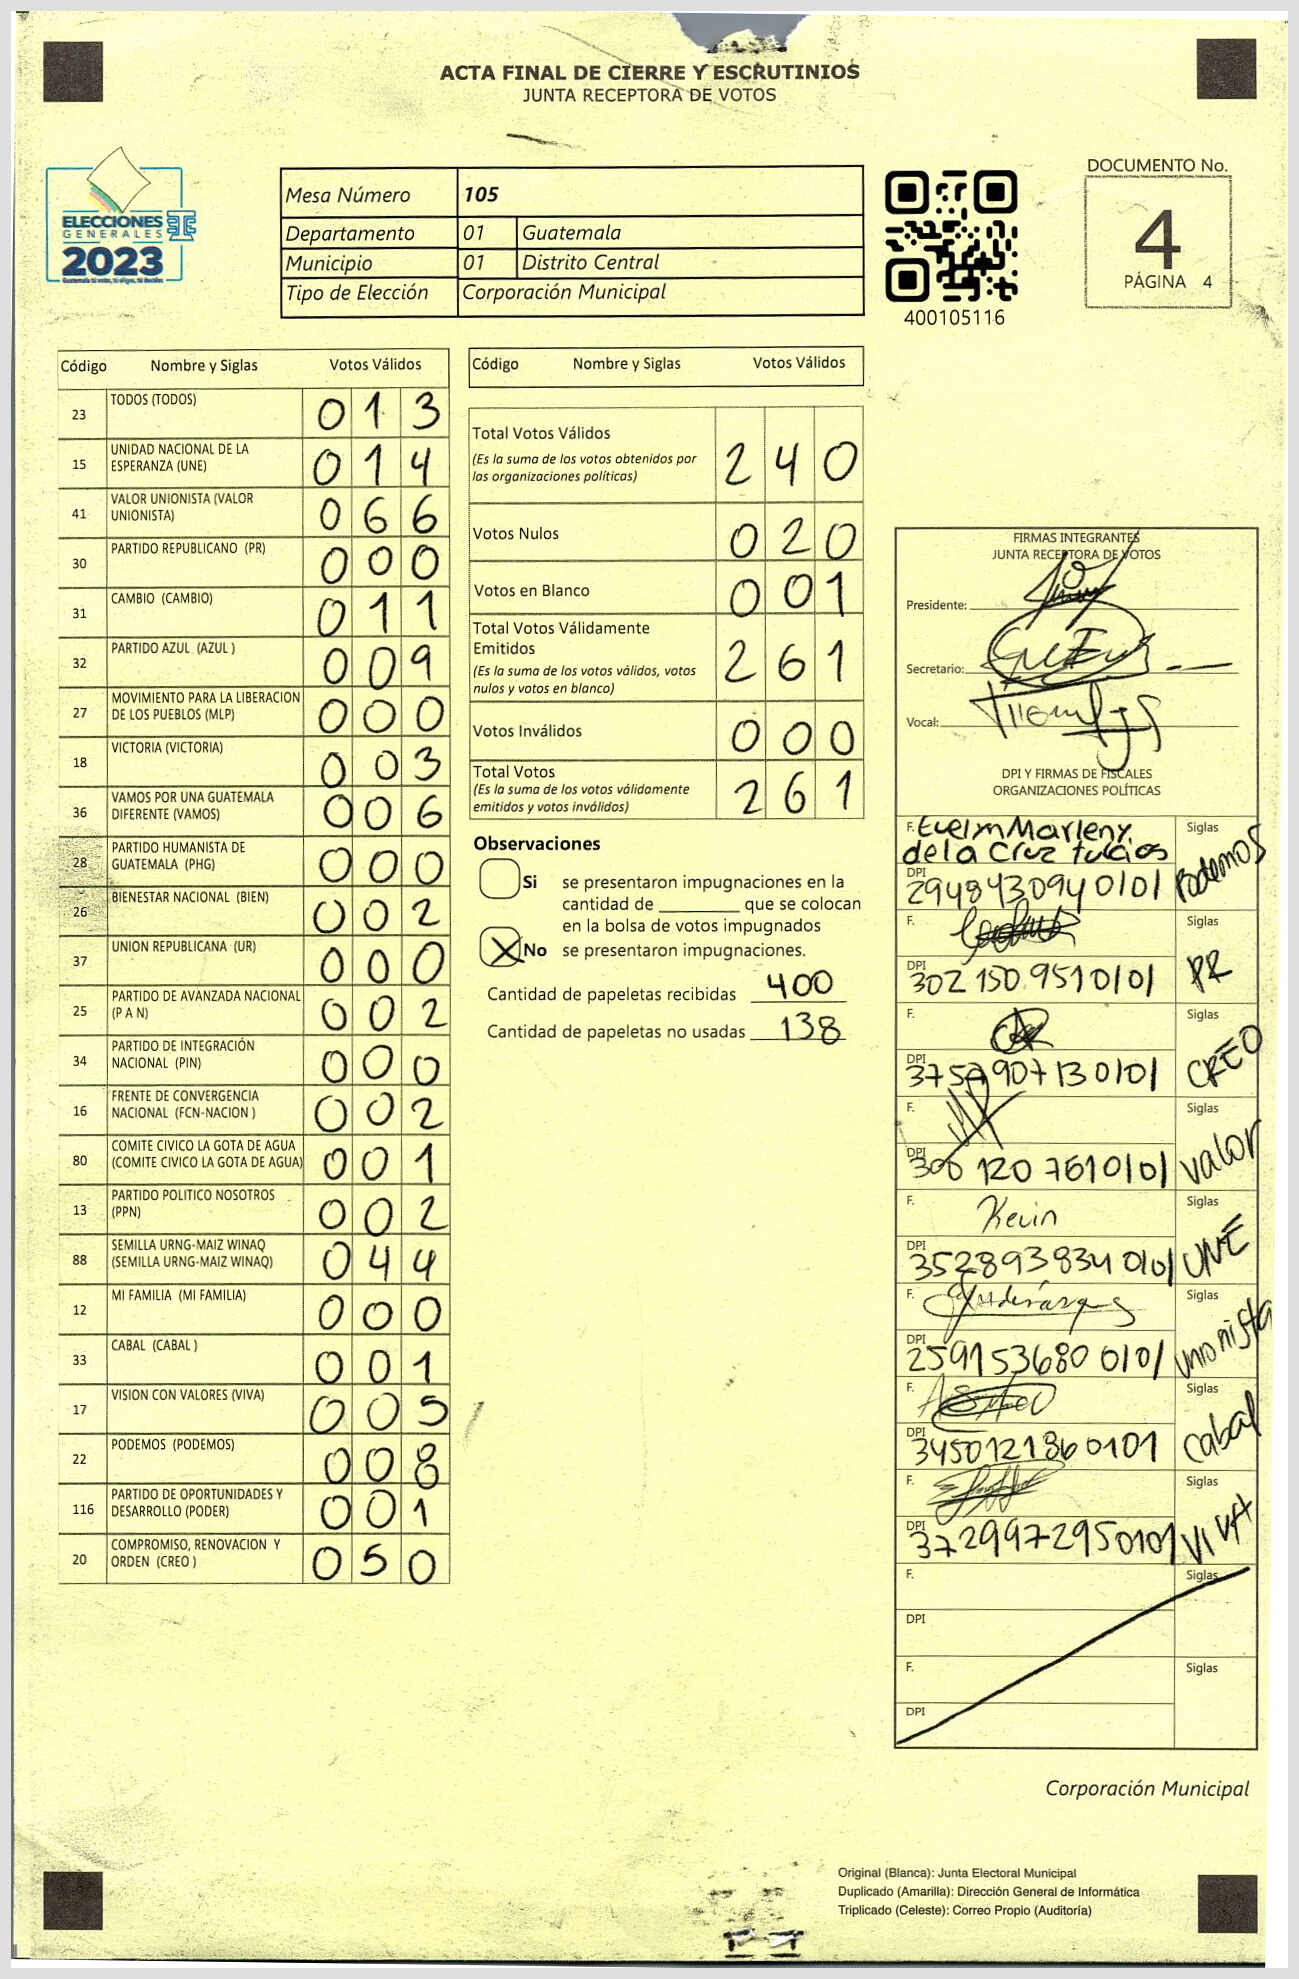 ACTA FINAL DE CIERRE Y ESCRUTINIOS
JUNTA RECEPTORA DE VOTOS
ELECCIONES
GENERALES
2023
Mesa Número 105
Departamento 01 Guatemala
Municipio 01 Distrito Central
Tipo de Elección Corporación Municipal
400105116
DOCUMENTO No.
4
PÁGINA 4
Código Nombre y Siglas Votos Válidos
23 TODOS (TODOS) 0 1 3
15 UNIDAD NACIONAL DE LA
ESPERANZA (UNE) 0 1 4
41 VALOR UNIONISTA (VALOR
UNIONISTA) 0 6 6
30 PARTIDO REPUBLICANO (PR) 0 0 0
31 CAMBIO (CAMBIO) 0 1 1
32 PARTIDO AZUL (AZUL ) 0 0 9
27 MOVIMIENTO PARA LA LIBERACION
DE LOS PUEBLOS (MLP) 0 0 0
18 VICTORIA (VICTORIA) 0 0 3
36 VAMOS POR UNA GUATEMALA
DIFERENTE (VAMOS) 0 0 6
28 PARTIDO HUMANISTA DE
GUATEMALA (PHG) 0 0 0
26 BIENESTAR NACIONAL (BIEN) 0 0 2
37 UNION REPUBLICANA (UR) 0 0 0
25 PARTIDO DE AVANZADA NACIONAL
(P A N) 0 0 2
34 PARTIDO DE INTEGRACIÓN
NACIONAL (PIN) 0 0 0
16 FRENTE DE CONVERGENCIA
NACIONAL (FCN-NACION ) 0 0 2
80 COMITE CIVICO LA GOTA DE AGUA
(COMITE CIVICO LA GOTA DE AGUA) 0 0 1
13 PARTIDO POLITICO NOSOTROS
(PPN) 0 0 2
88 SEMILLA URNG-MAIZ WINAQ
(SEMILLA URNG-MAIZ WINAQ) 0 4 4
12 MI FAMILIA (MI FAMILIA) 0 0 0
33 CABAL (CABAL ) 0 0 1
17 VISION CON VALORES (VIVA) 0 0 5
22 PODEMOS (PODEMOS) 0 0 8
116 PARTIDO DE OPORTUNIDADES Y
DESARROLLO (PODER) 0 0 1
20 COMPROMISO, RENOVACION Y
ORDEN (CREO ) 0 5 0
Código Nombre y Siglas Votos Válidos
Total Votos Válidos 2 4 0
(Es la suma de los votos obtenidos por
las organizaciones políticas)
Votos Nulos 0 2 0
Votos en Blanco 0 0 1
Total Votos Válidamente
Emitidos 2 6 1
(Es la suma de los votos válidos, votos
nulos y votos en blanco)
Votos Inválidos 0 0 0
Total Votos 2 6 1
(Es la suma de los votos válidamente
emitidos y votos inválidos)
Observaciones
Si se presentaron impugnaciones en la
cantidad de ________ que se colocan
en la bolsa de votos impugnados
X No se presentaron impugnaciones.
Cantidad de papeletas recibidas 400
Cantidad de papeletas no usadas 138
FIRMAS INTEGRANTES
JUNTA RECEPTORA DE VOTOS
Presidente:
Secretario:
Vocal:
DPI Y FIRMAS DE FISCALES
ORGANIZACIONES POLÍTICAS
F. Evelyn Marleny Siglas
de la Cruz tucios
DPI 2948430940101 Podemos
F. Siglas
DPI 302 150 9510101 PR
F. Siglas
DPI 3757907130101 CREO
F. Siglas
DPI 300 120 7610101 valor
F. Kevin Siglas
DPI 3528938340101 UNE
F. Siglas
DPI 2591536800101 unionista
F. Siglas
DPI 3450121860101 cabal
F. Siglas
DPI 3729972950101 VIVA
F. Siglas
DPI
F. Siglas
DPI
Corporación Municipal
Original (Blanca): Junta Electoral Municipal
Duplicado (Amarilla): Dirección General de Informática
Triplicado (Celeste): Correo Propio (Auditoría)